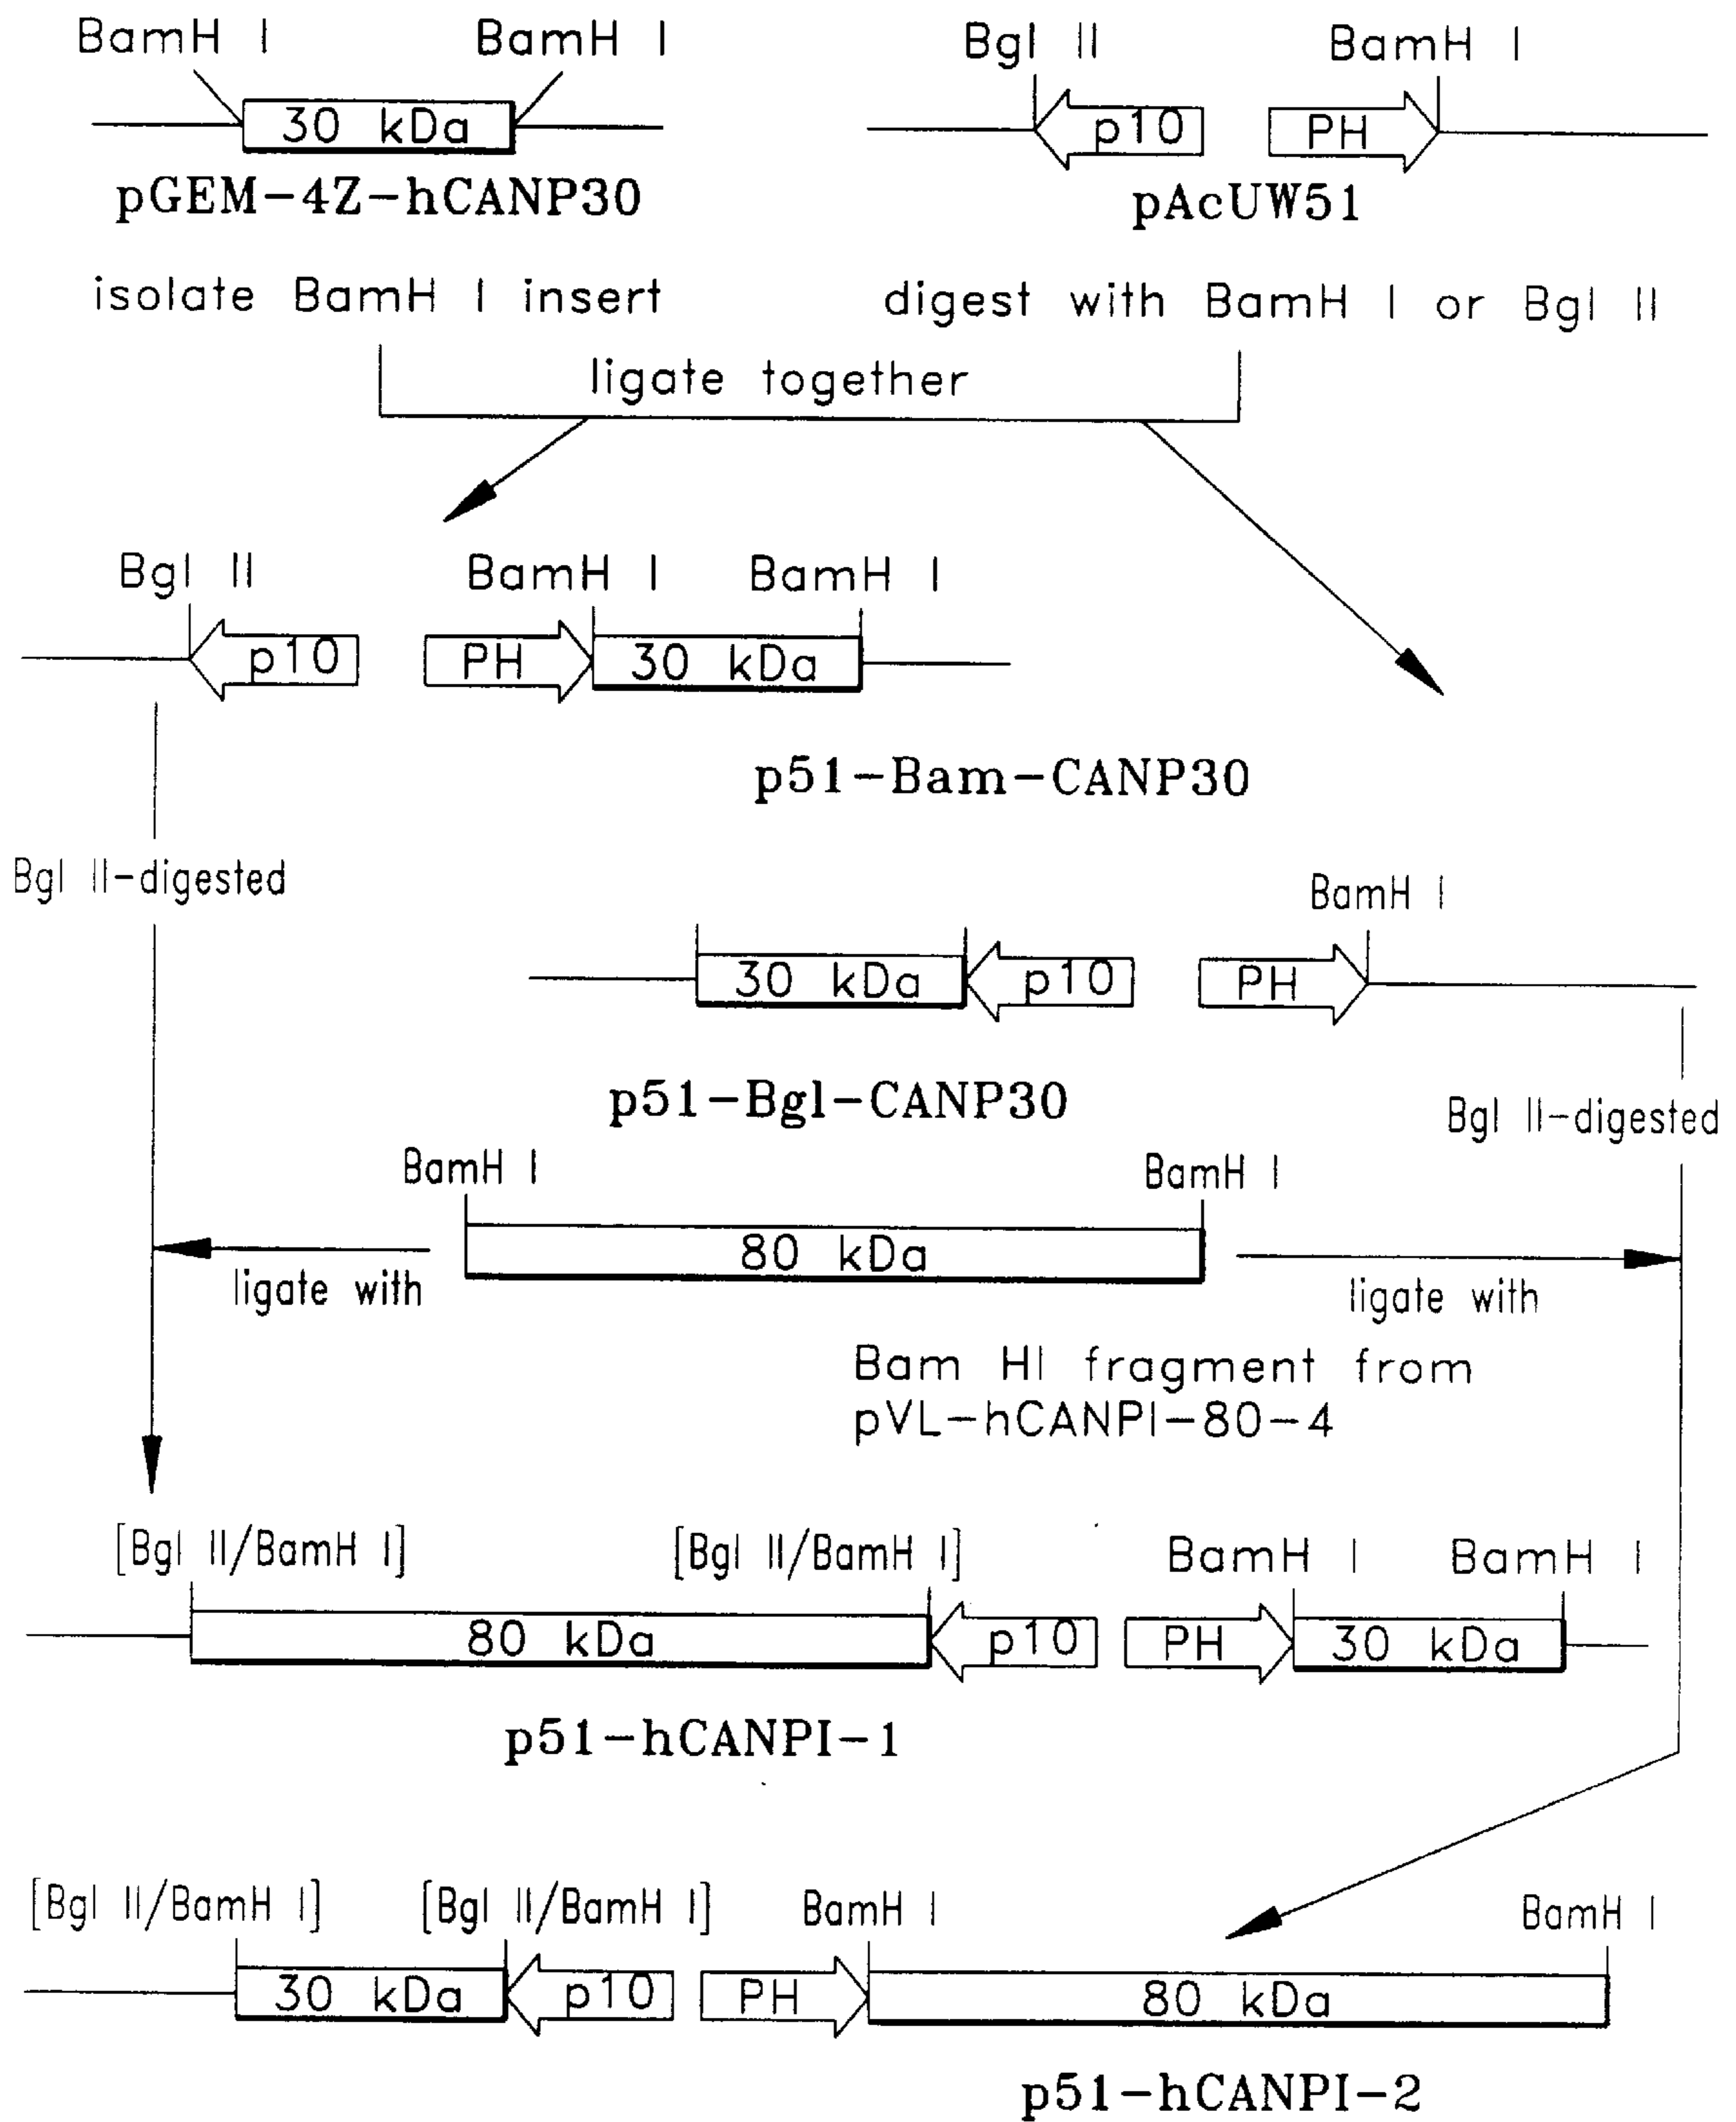 BamH I BamH I Bgl II BamH I
30 kDa p10 PH
pGEM-4Z-hCANP30 pAcUW51
isolate BamH I insert digest with BamH I or Bgl II
ligate together
Bgl II BamH I BamH I
p10 PH 30 kDa
p51-Bam-CANP30
Bgl II-digested
BamH I
30 kDa p10 PH
p51-Bgl-CANP30
Bgl II-digested
BamH I BamH I
80 kDa
ligate with ligate with
Bam HI fragment from
pVL-hCANPI-80-4
[Bgl II/BamH I] [Bgl II/BamH I] BamH I BamH I
80 kDa p10 PH 30 kDa
p51-hCANPI-1
[Bgl II/BamH I] [Bgl II/BamH I] BamH I BamH I
30 kDa p10 PH 80 kDa
p51-hCANPI-2